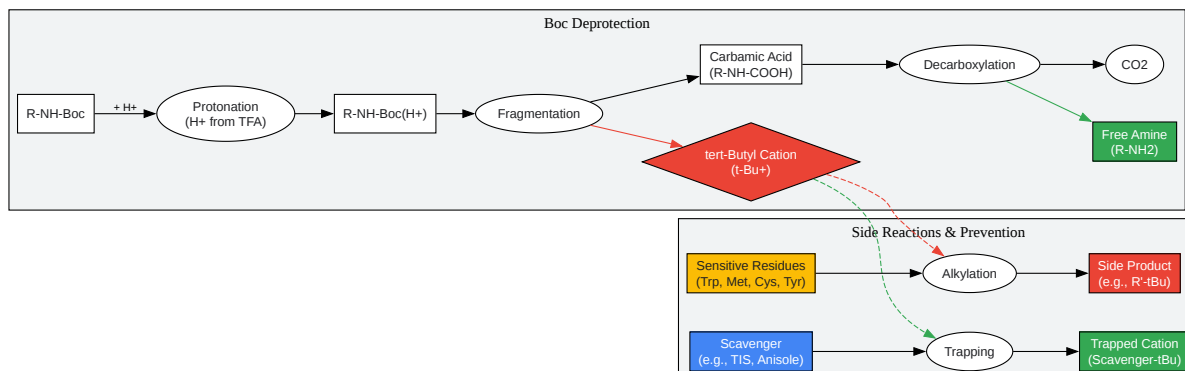 Boc Deprotection
R-NH-Boc
+ H+
Protonation
(H+ from TFA)
R-NH-Boc(H+)
Fragmentation
Carbamic Acid
(R-NH-COOH)
Decarboxylation
CO2
Free Amine
(R-NH2)
tert-Butyl Cation
(t-Bu+)
Side Reactions & Prevention
Sensitive Residues
(Trp, Met, Cys, Tyr)
Alkylation
Side Product
(e.g., R'-tBu)
Scavenger
(e.g., TIS, Anisole)
Trapping
Trapped Cation
(Scavenger-tBu)